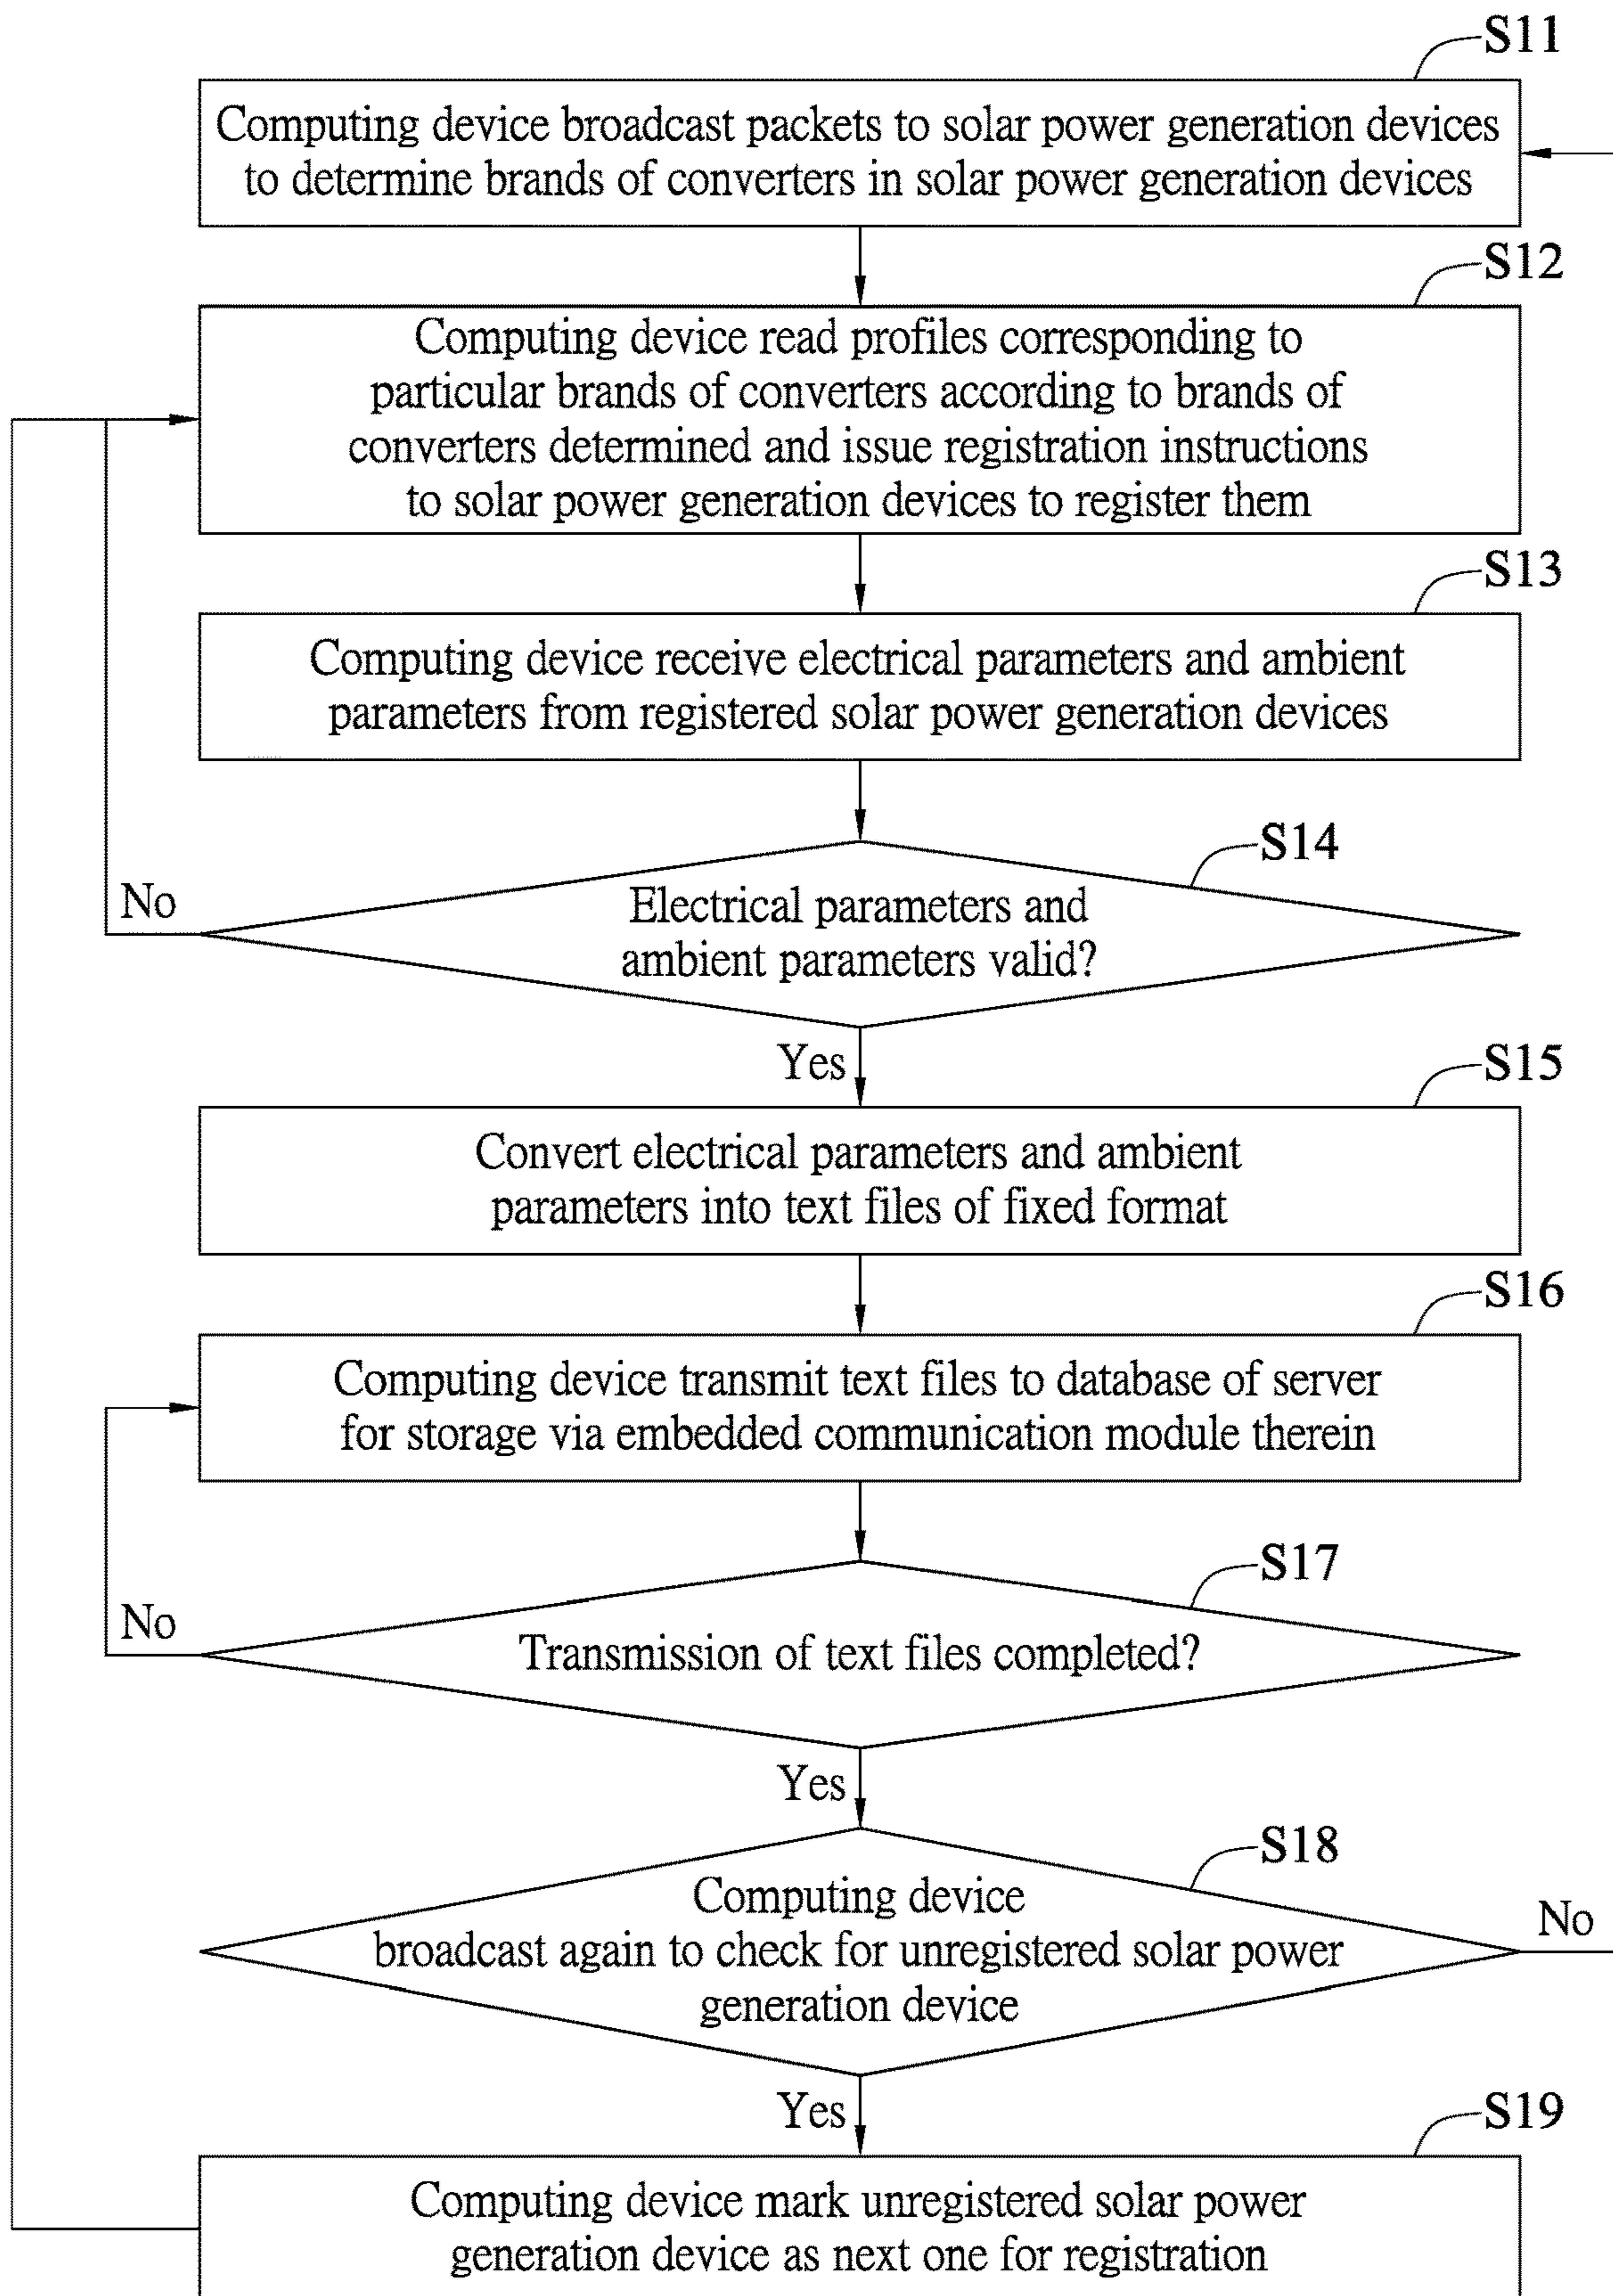 S11
Computing device broadcast packets to solar power generation devices
to determine brands of converters in solar power generation devices
S12
Computing device read profiles corresponding to
particular brands of converters according to brands of
converters determined and issue registration instructions
to solar power generation devices to register them
S13
Computing device receive electrical parameters and ambient
parameters from registered solar power generation devices
S14
No
Electrical parameters and
ambient parameters valid?
Yes
S15
Convert electrical parameters and ambient
parameters into text files of fixed format
S16
Computing device transmit text files to database of server
for storage via embedded communication module therein
S17
No
Transmission of text files completed?
Yes
S18
Computing device
broadcast again to check for unregistered solar power
generation device
No
Yes
S19
Computing device mark unregistered solar power
generation device as next one for registration